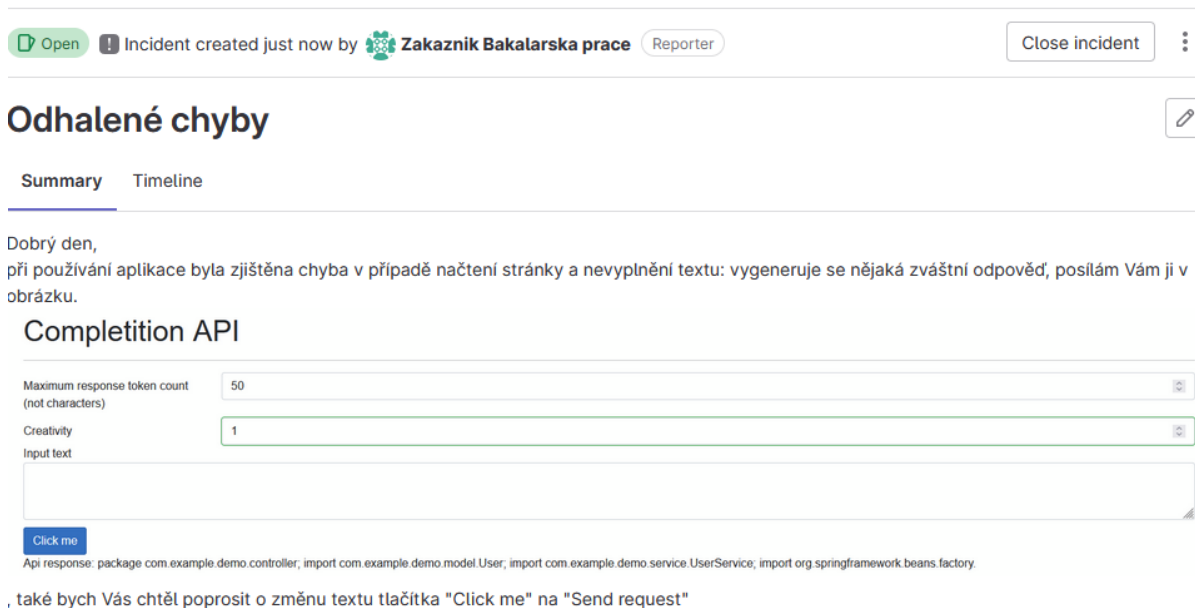 Open ! Incident created just now by Zakaznik Bakalarska prace Reporter Close incident
Odhalené chyby
Summary Timeline
Dobrý den,
při používání aplikace byla zjištěna chyba v případě načtení stránky a nevyplnění textu: vygeneruje se nějaká zváštní odpověď, posílám Vám ji v
obrázku.
Completition API
Maximum response token count 50
(not characters)
Creativity 1
Input text
Click me
Api response: package com.example.demo.controller; import com.example.demo.model.User; import com.example.demo.service.UserService; import org.springframework.beans.factory.
, také bych Vás chtěl poprosit o změnu textu tlačítka "Click me" na "Send request"